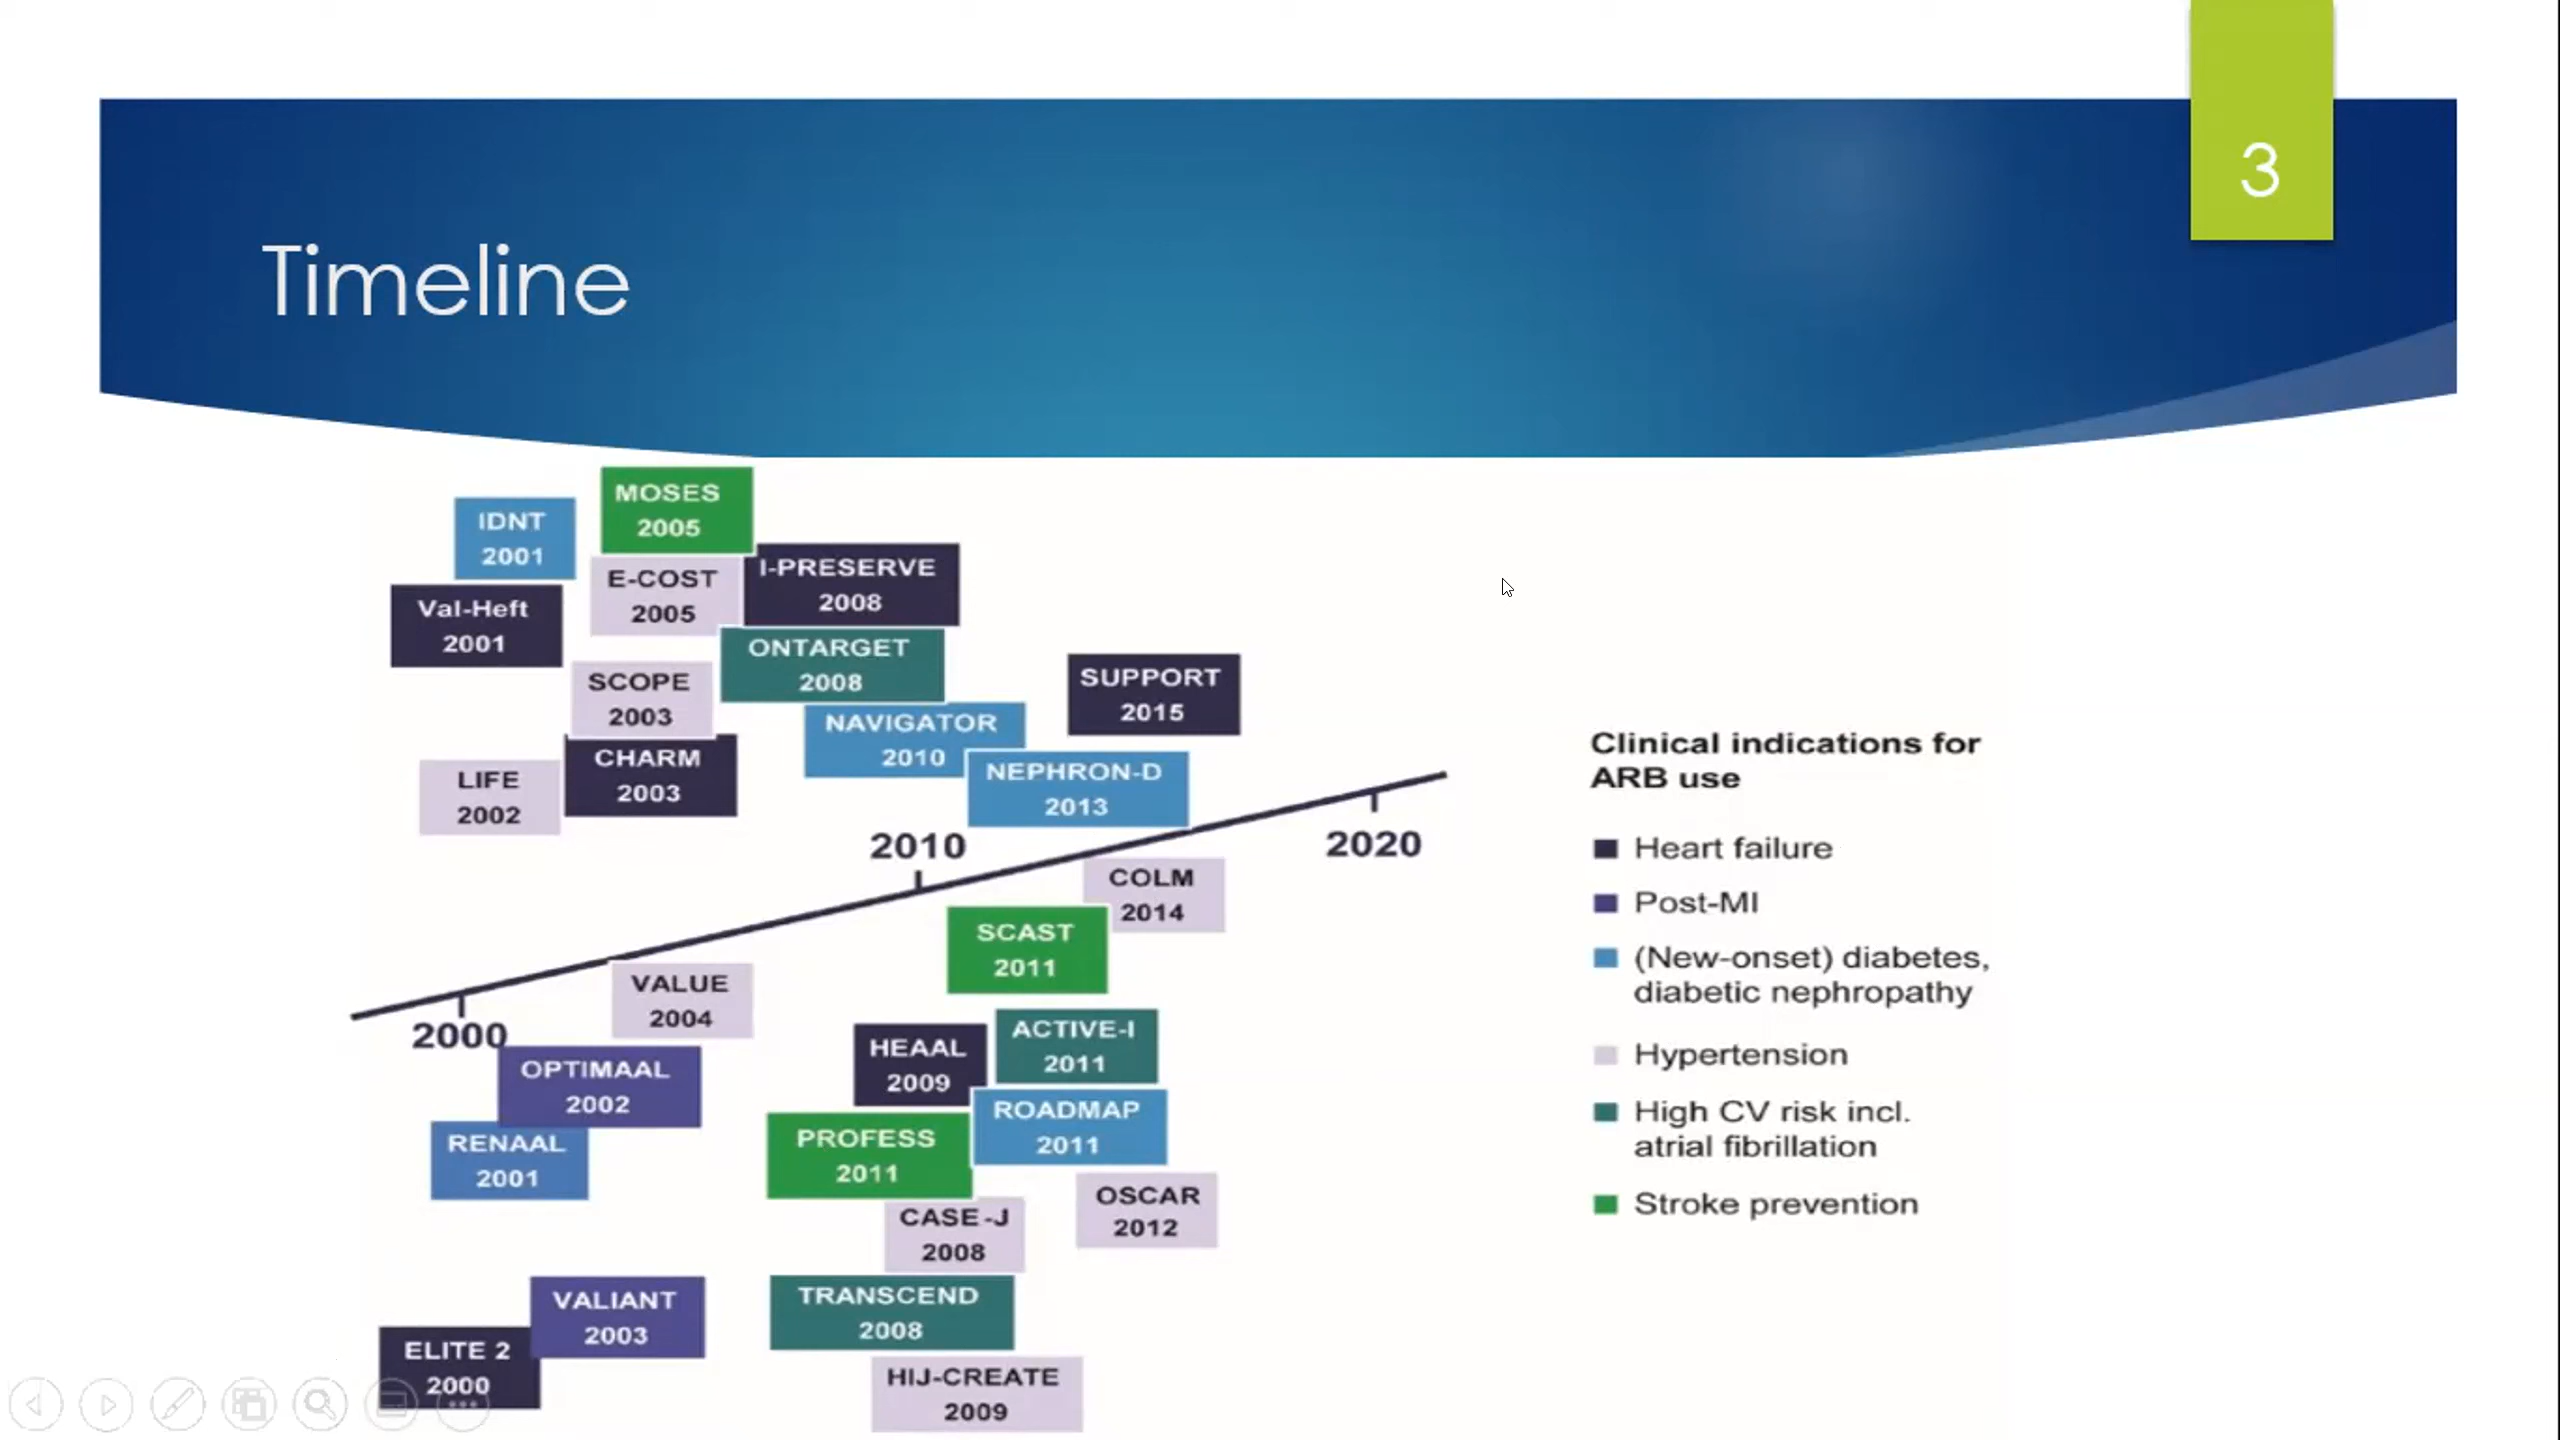 3
Timeline
MOSES
2005
IDNT
2001
I-PRESERVE
2008
E-COST
2005
Val-Heft
2001
ONTARGET
2008
SCOPE
2003
SUPPORT
2015
NAVIGATOR
2010
CHARM
2003
NEPHRON-D
2013
LIFE
2002
2010
2020
2000
COLM
2014
SCAST
2011
VALUE
2004
ACTIVE-I
2011
HEAAL
2009
OPTIMAAL
2002
ROADMAP
2011
PROFESS
2011
RENAAL
2001
OSCAR
2012
CASE-J
2008
TRANSCEND
2008
VALIANT
2003
ELITE 2
2000
HIJ-CREATE
2009
Clinical indications for
ARB use
Heart failure
Post-MI
(New-onset) diabetes,
diabetic nephropathy
Hypertension
High CV risk incl.
atrial fibrillation
Stroke prevention